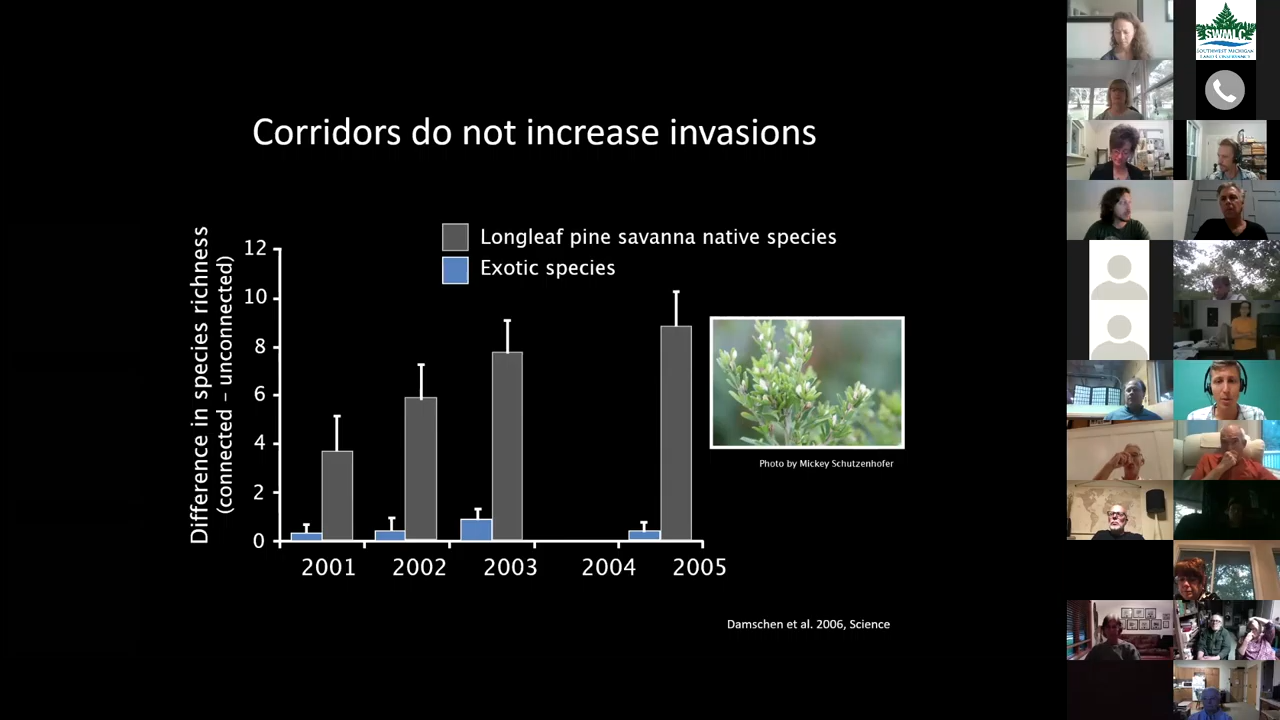 Corridors do not increase invasions
Difference in species richness
(connected – unconnected)
12
10
8
6
4
2
0
Longleaf pine savanna native species
Exotic species
2001
2002
2003
2004
2005
Photo by Mickey Schutzenhofer
Damschen et al. 2006, Science
SWMLC
SOUTHWEST MICHIGAN
LAND CONSERVANCY